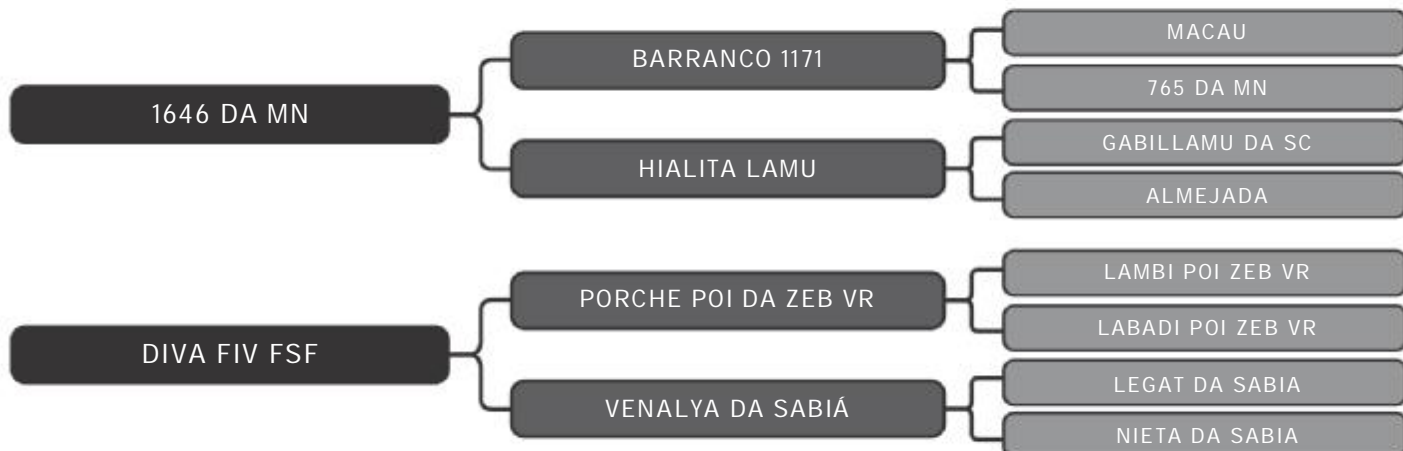 1646 DA MN
BARRANCO 1171
MACAU
765 DA MN
HIALITA LAMU
GABILLAMU DA SC
ALMEJADA
DIVA FIV FSF
PORCHE POI DA ZEB VR
LAMBI POI ZEB VR
LABADI POI ZEB VR
VENALYA DA SABIÁ
LEGAT DA SABIA
NIETA DA SABIA